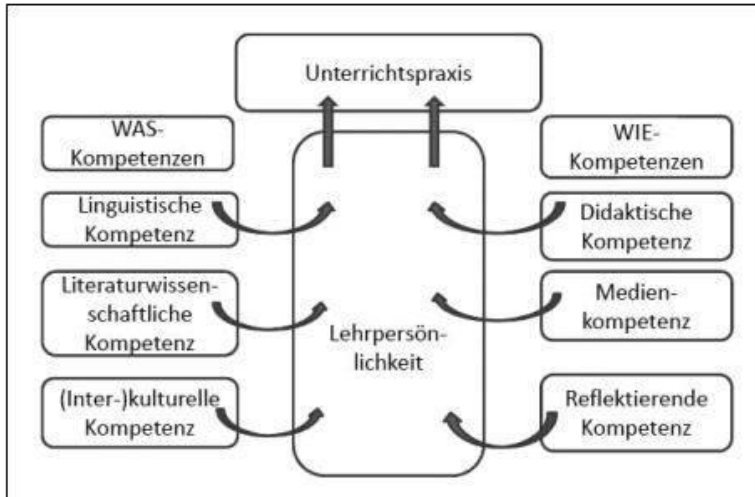 Unterrichtspraxis
WAS-
Kompetenzen
Linguistische
Kompetenz
Literaturwissen-
schaftliche
Kompetenz
(Inter-)kulturelle
Kompetenz
Lehrpersön-
lichkeit
WIE-
Kompetenzen
Didaktische
Kompetenz
Medien-
kompetenz
Reflektierende
Kompetenz